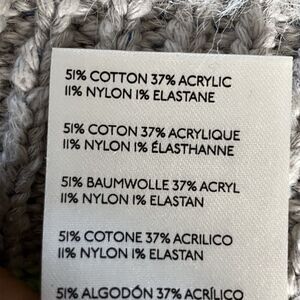 51% COTTON 37% ACRYLIC
11% NYLON 1% ELASTANE
51% COTON 37% ACRYLIQUE
11% NYLON 1% ÉLASTHANNE
51% BAUMWOLLE 37% ACRYL
11% NYLON 1% ELASTAN
51% COTONE 37% ACRILICO
11% NYLON 1% ELASTAN
51% ALGODÓN 37% ACRÍLICO